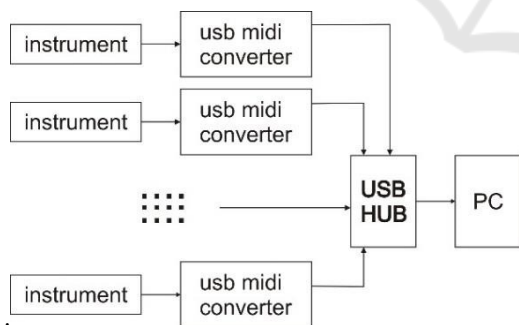 instrument
usb midi
converter
instrument
usb midi
converter
USB
HUB
PC
instrument
usb midi
converter